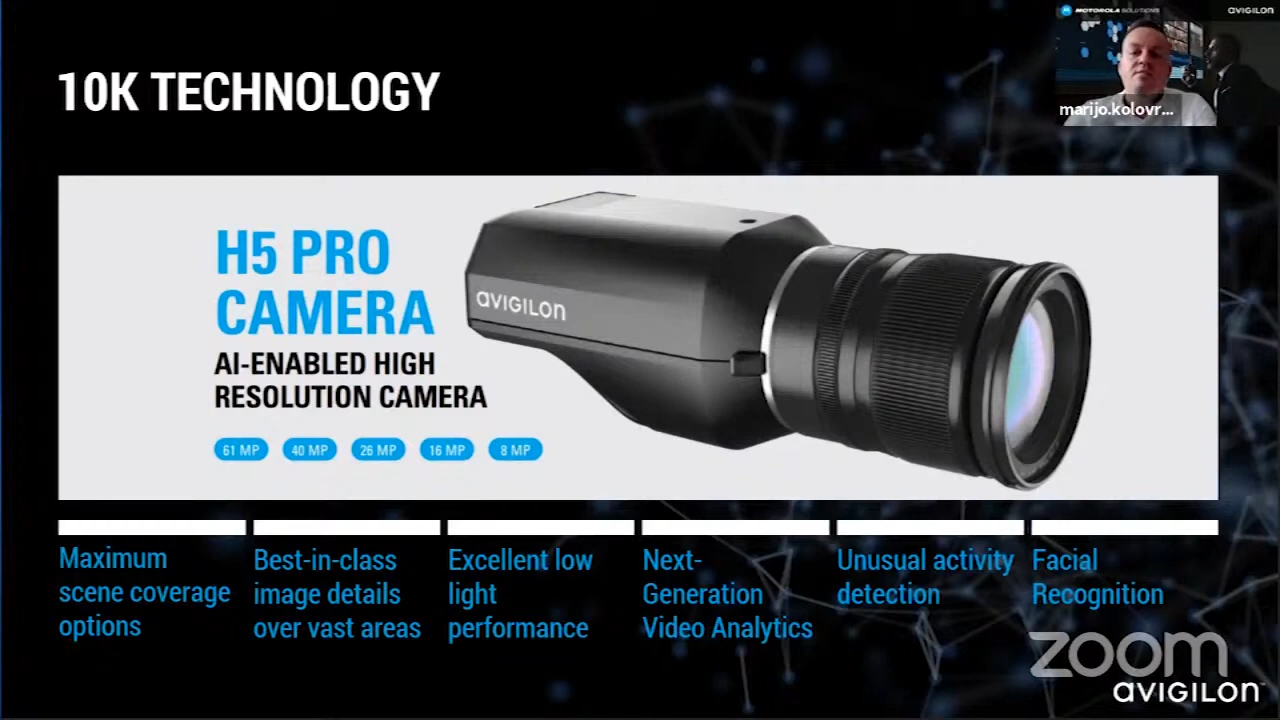 MOTOROLA SOLUTIONS
AVIGILON
marijo.kolovr...
10K TECHNOLOGY
H5 PRO
CAMERA
AI-ENABLED HIGH
RESOLUTION CAMERA
61 MP 40 MP 26 MP 16 MP 8 MP
AVIGILON
Maximum
scene coverage
options
Best-in-class
image details
over vast areas
Excellent low
light
performance
Next-
Generation
Video Analytics
Unusual activity
detection
Facial
Recognition
zoom
AVIGILON™